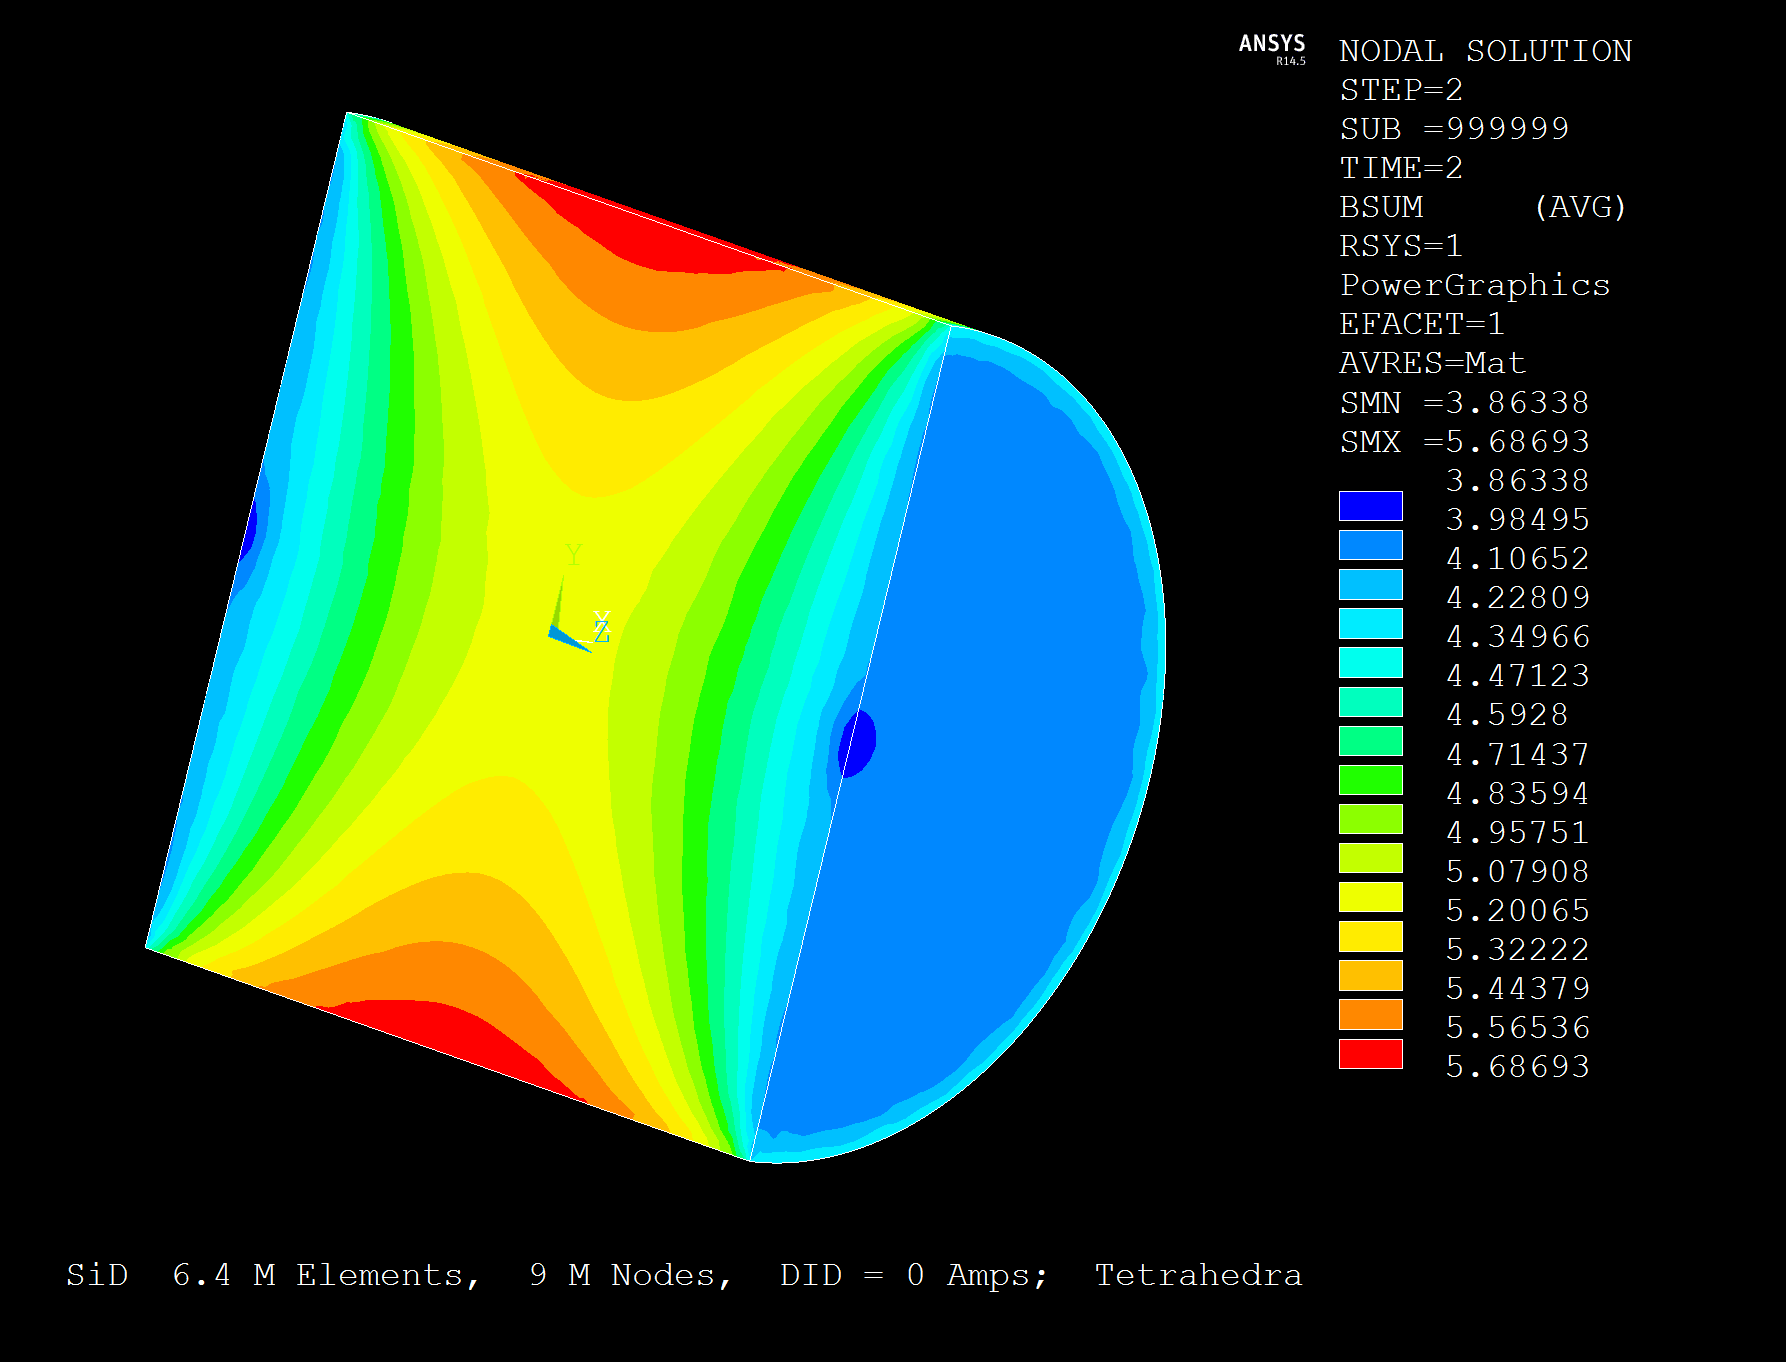 ANSYS
R14.5
NODAL SOLUTION
STEP=2
SUB =999999
TIME=2
BSUM (AVG)
RSYS=1
PowerGraphics
EFACET=1
AVRES=Mat
SMN =3.86338
SMX =5.68693
3.86338
3.98495
4.10652
4.22809
4.34966
4.47123
4.5928
4.71437
4.83594
4.95751
5.07908
5.20065
5.32222
5.44379
5.56536
5.68693
Y
X
Z
SiD 6.4 M Elements, 9 M Nodes, DID = 0 Amps; Tetrahedra